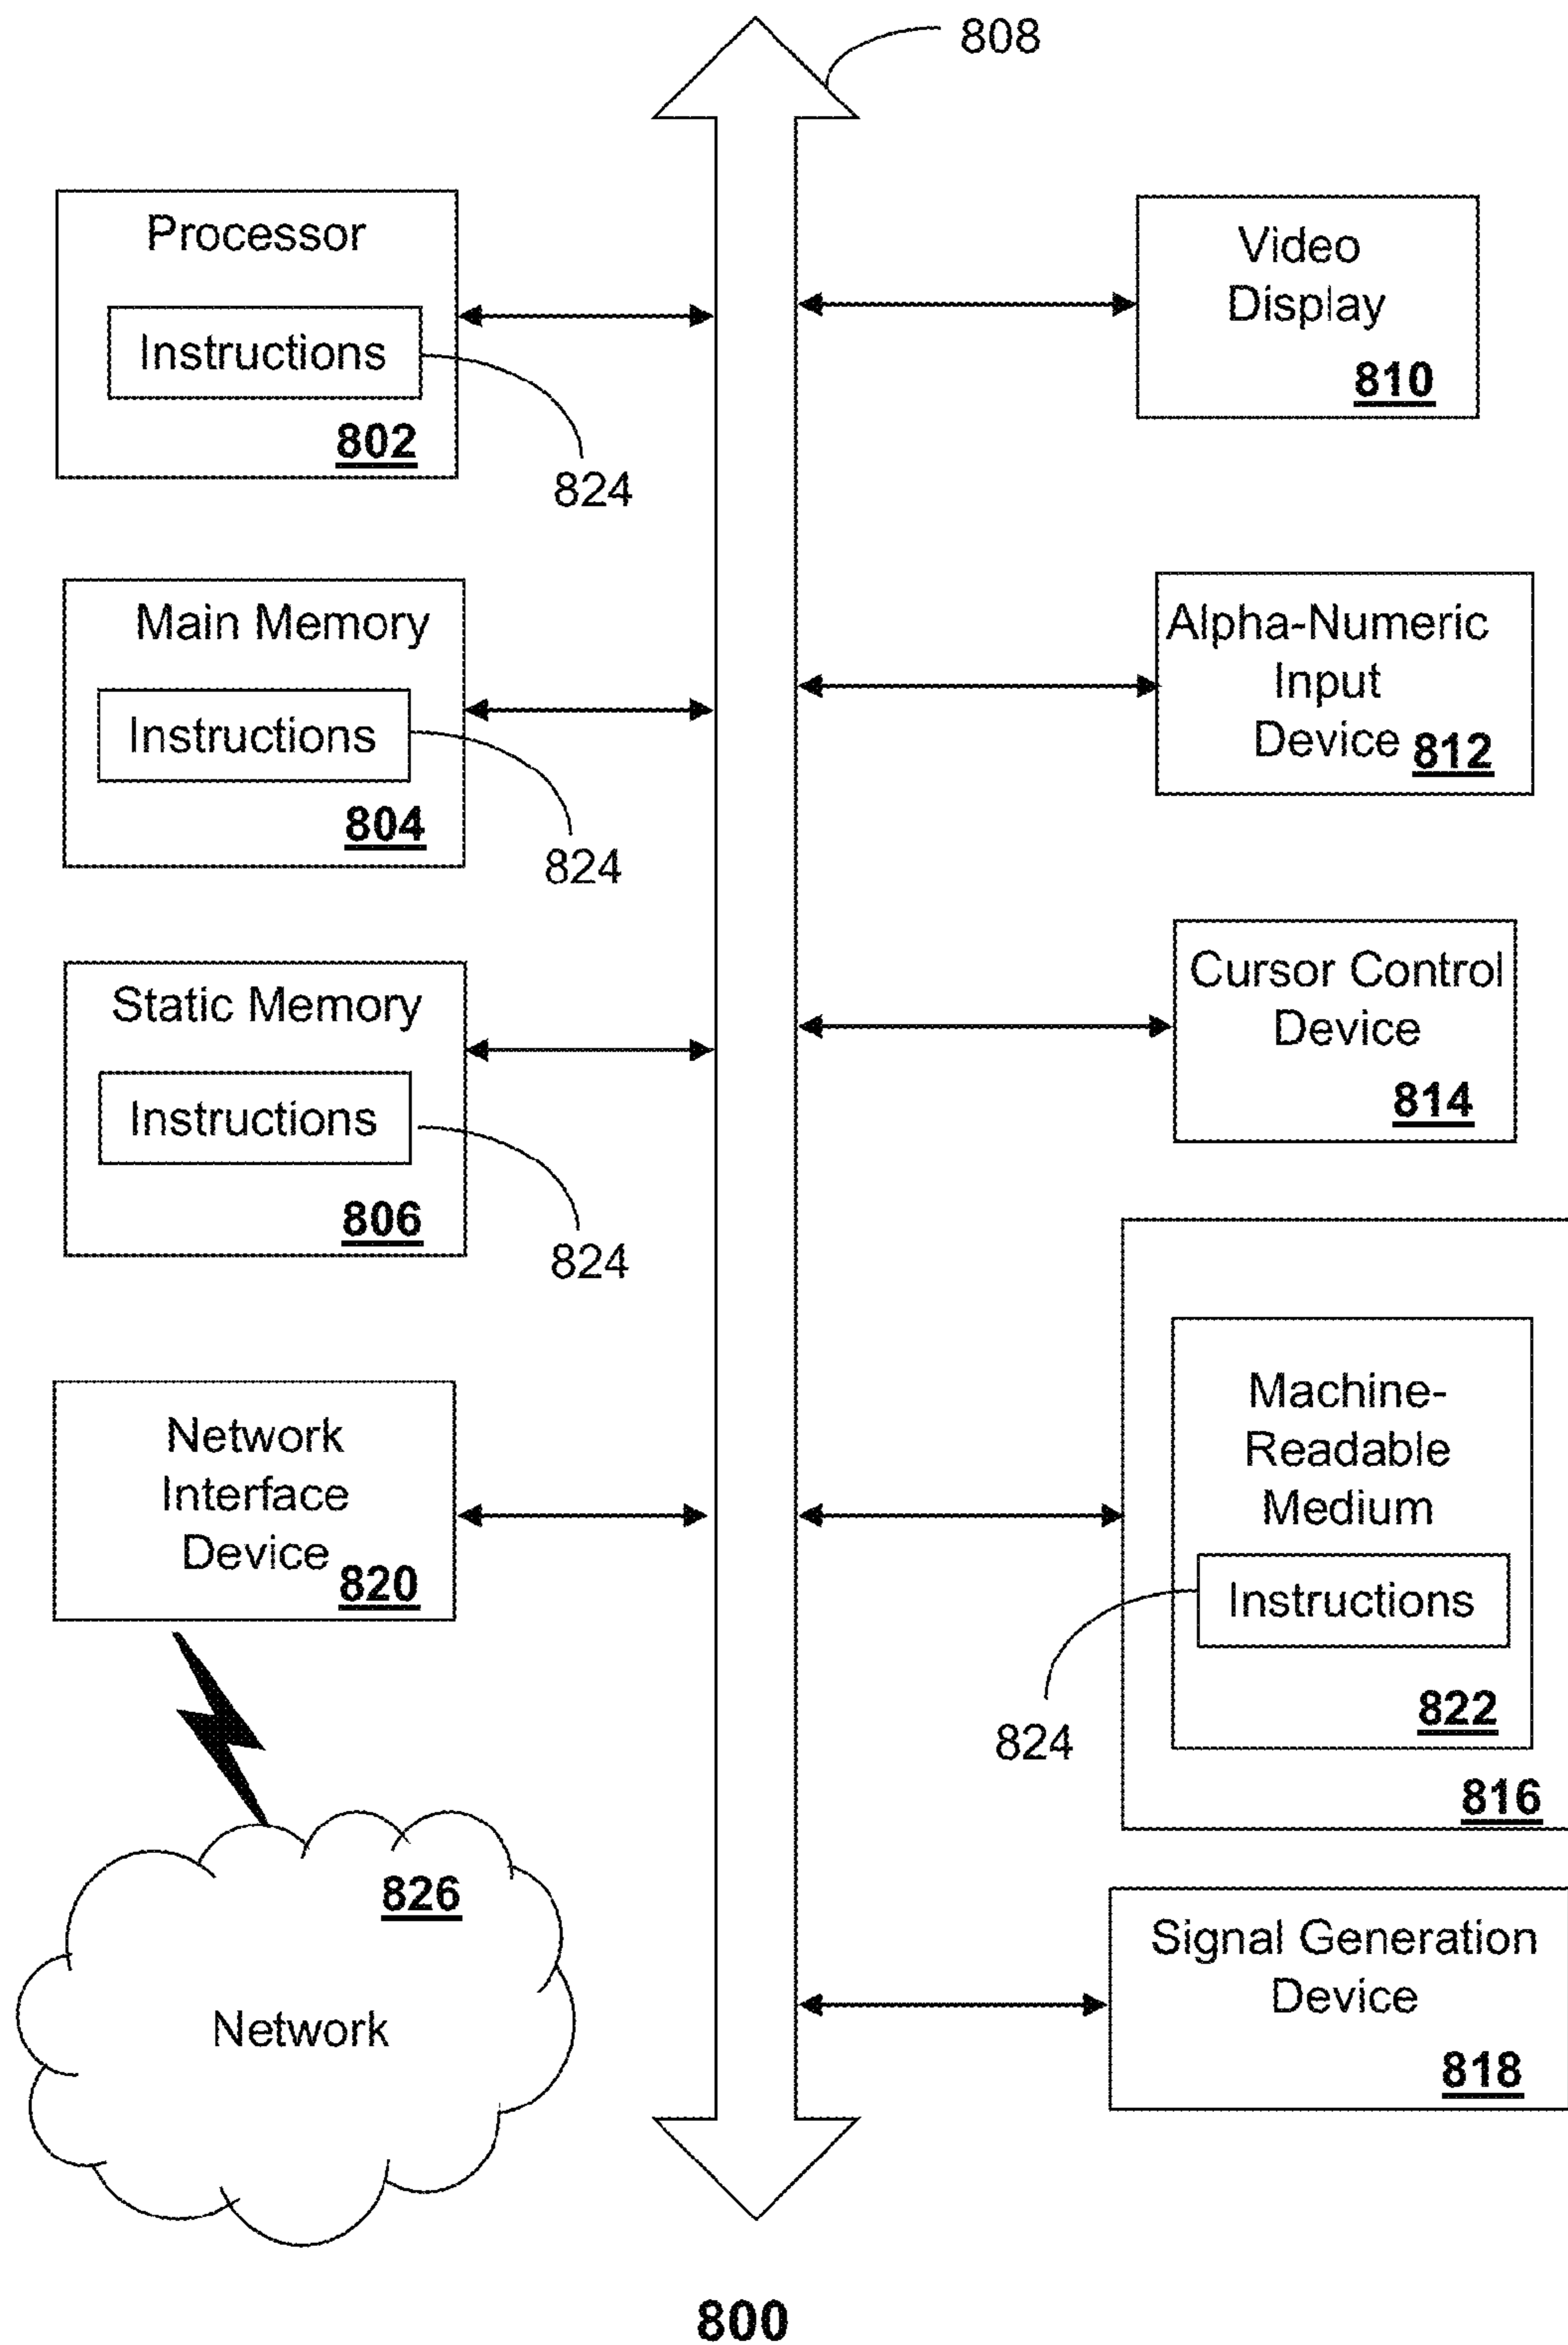 808
Processor
Instructions
802
824
Main Memory
Instructions
804
824
Static Memory
Instructions
806
824
Network
Interface
Device
820
826
Network
Video
Display
810
Alpha-Numeric
Input
Device 812
Cursor Control
Device
814
Machine-
Readable
Medium
Instructions
822
824
816
Signal Generation
Device
818
800